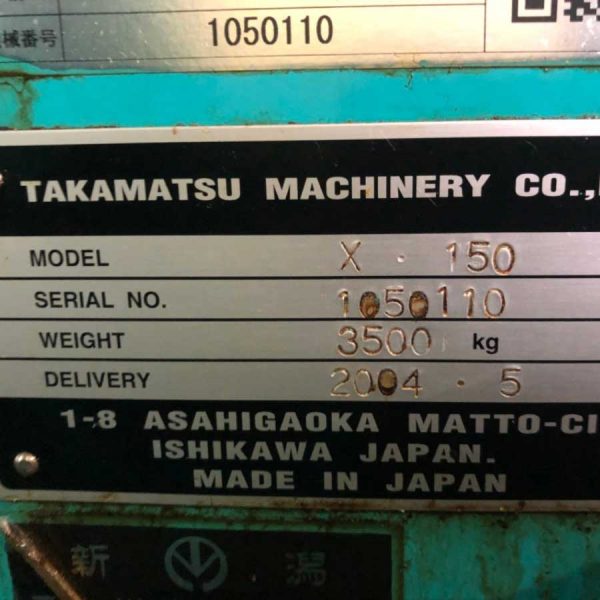 械番号 1050110
TAKAMATSU MACHINERY CO.,
MODEL X · 150
SERIAL NO. 1050110
WEIGHT 3500 kg
DELIVERY 2004 · 5
1-8 ASAHIGAOKA MATTO-CI
ISHIKAWA JAPAN.
MADE IN JAPAN
新 潟